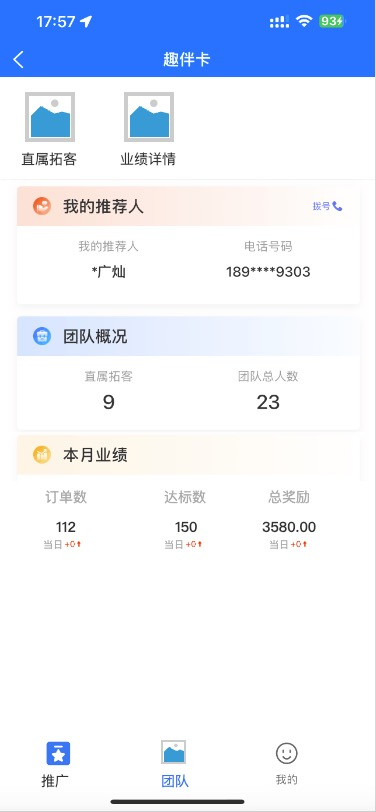 17:57
93
趣伴卡
直属拓客
业绩详情
我的推荐人
拨号
我的推荐人
电话号码
*广灿
189****9303
团队概况
直属拓客
团队总人数
9
23
本月业绩
订单数
达标数
总奖励
112
150
3580.00
当日+0
当日+0
当日+0
推广
团队
我的